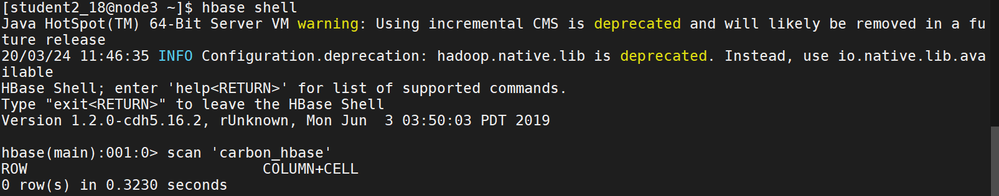 [student2_18@node3 ~]$ hbase shell
Java HotSpot(TM) 64-Bit Server VM warning: Using incremental CMS is deprecated and will likely be removed in a fu
ture release
20/03/24 11:46:35 INFO Configuration.deprecation: hadoop.native.lib is deprecated. Instead, use io.native.lib.ava
ilable
HBase Shell; enter 'help<RETURN>' for list of supported commands.
Type "exit<RETURN>" to leave the HBase Shell
Version 1.2.0-cdh5.16.2, rUnknown, Mon Jun  3 03:50:03 PDT 2019

hbase(main):001:0> scan 'carbon_hbase'
ROW                           COLUMN+CELL
0 row(s) in 0.3230 seconds